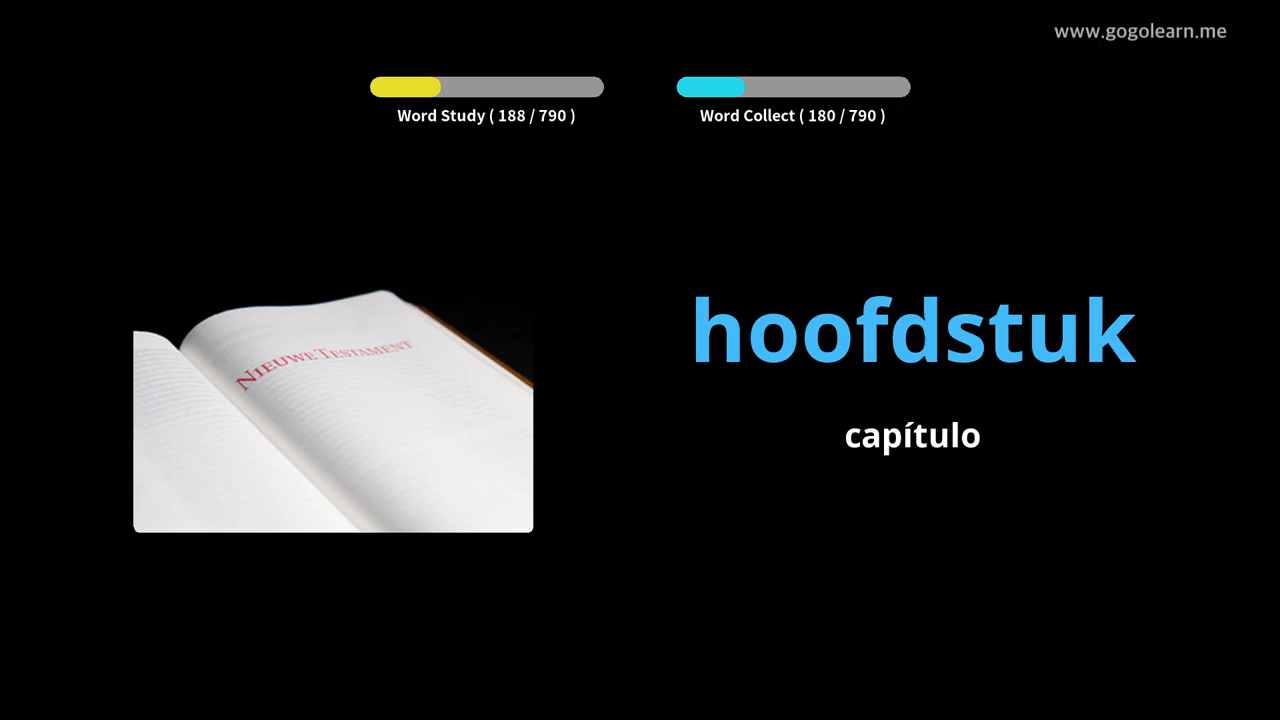 www.gogolearn.me
Word Study ( 188 / 790 )
Word Collect ( 180 / 790 )
NIEUWE TESTAMENT
hoofdstuk
capítulo